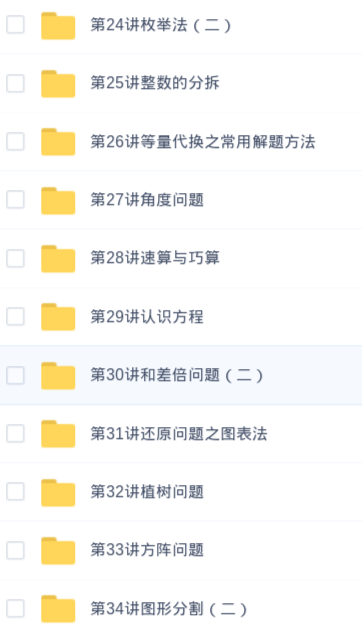 第24讲枚举法（二）
第25讲整数的分拆
第26讲等量代换之常用解题方法
第27讲角度问题
第28讲速算与巧算
第29讲认识方程
第30讲和差倍问题（二）
第31讲还原问题之图表法
第32讲植树问题
第33讲方阵问题
第34讲图形分割（二）